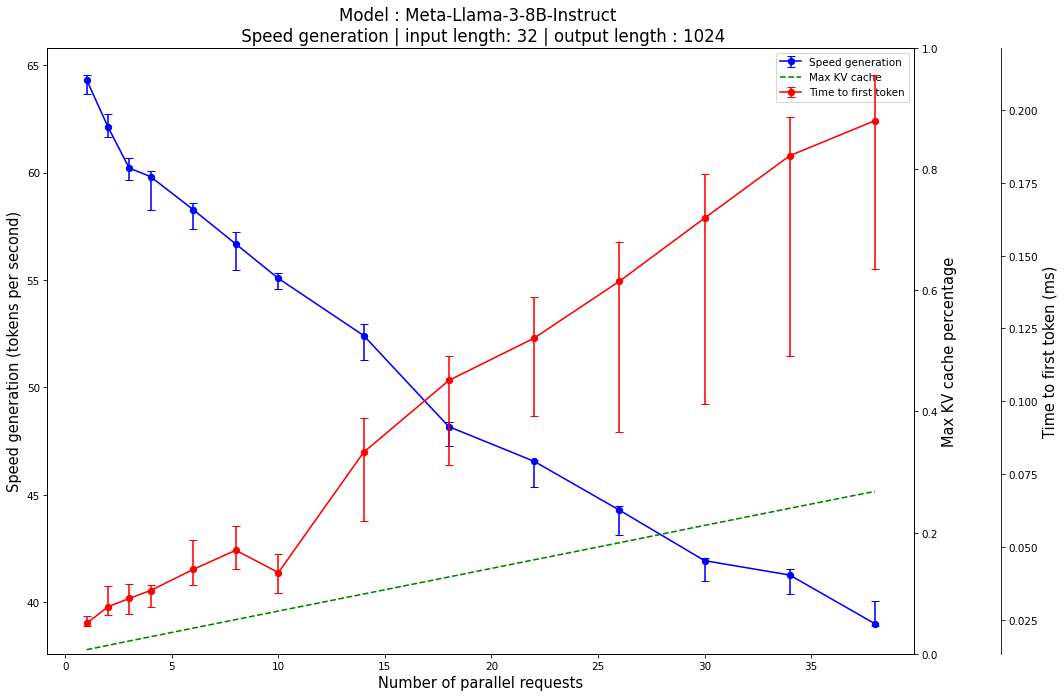 Model : Meta-Llama-3-8B-Instruct
Speed generation | input length: 32 | output length : 1024
Speed generation
Max KV cache
Time to first token
Speed generation (tokens per second)
65
60
55
50
45
40
0 5 10 15 20 25 30 35
Number of parallel requests
1.0
0.8
0.6
0.4
0.2
0.0
Max KV cache percentage
0.200
0.175
0.150
0.125
0.100
0.075
0.050
0.025
Time to first token (ms)